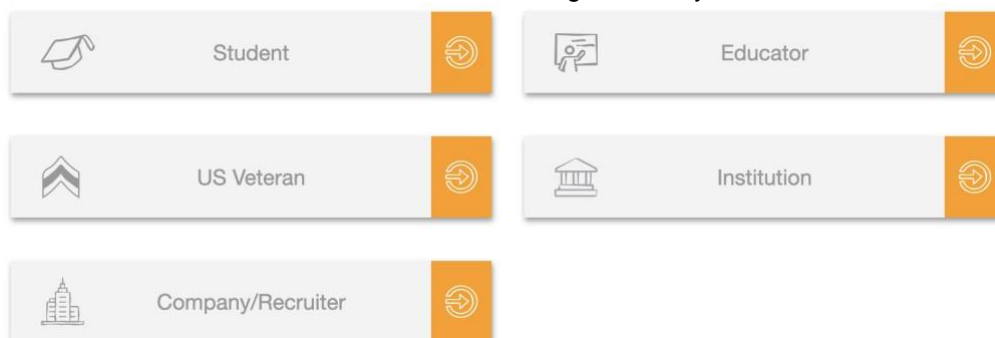 Student
Educator
US Veteran
Institution
Company/Recruiter